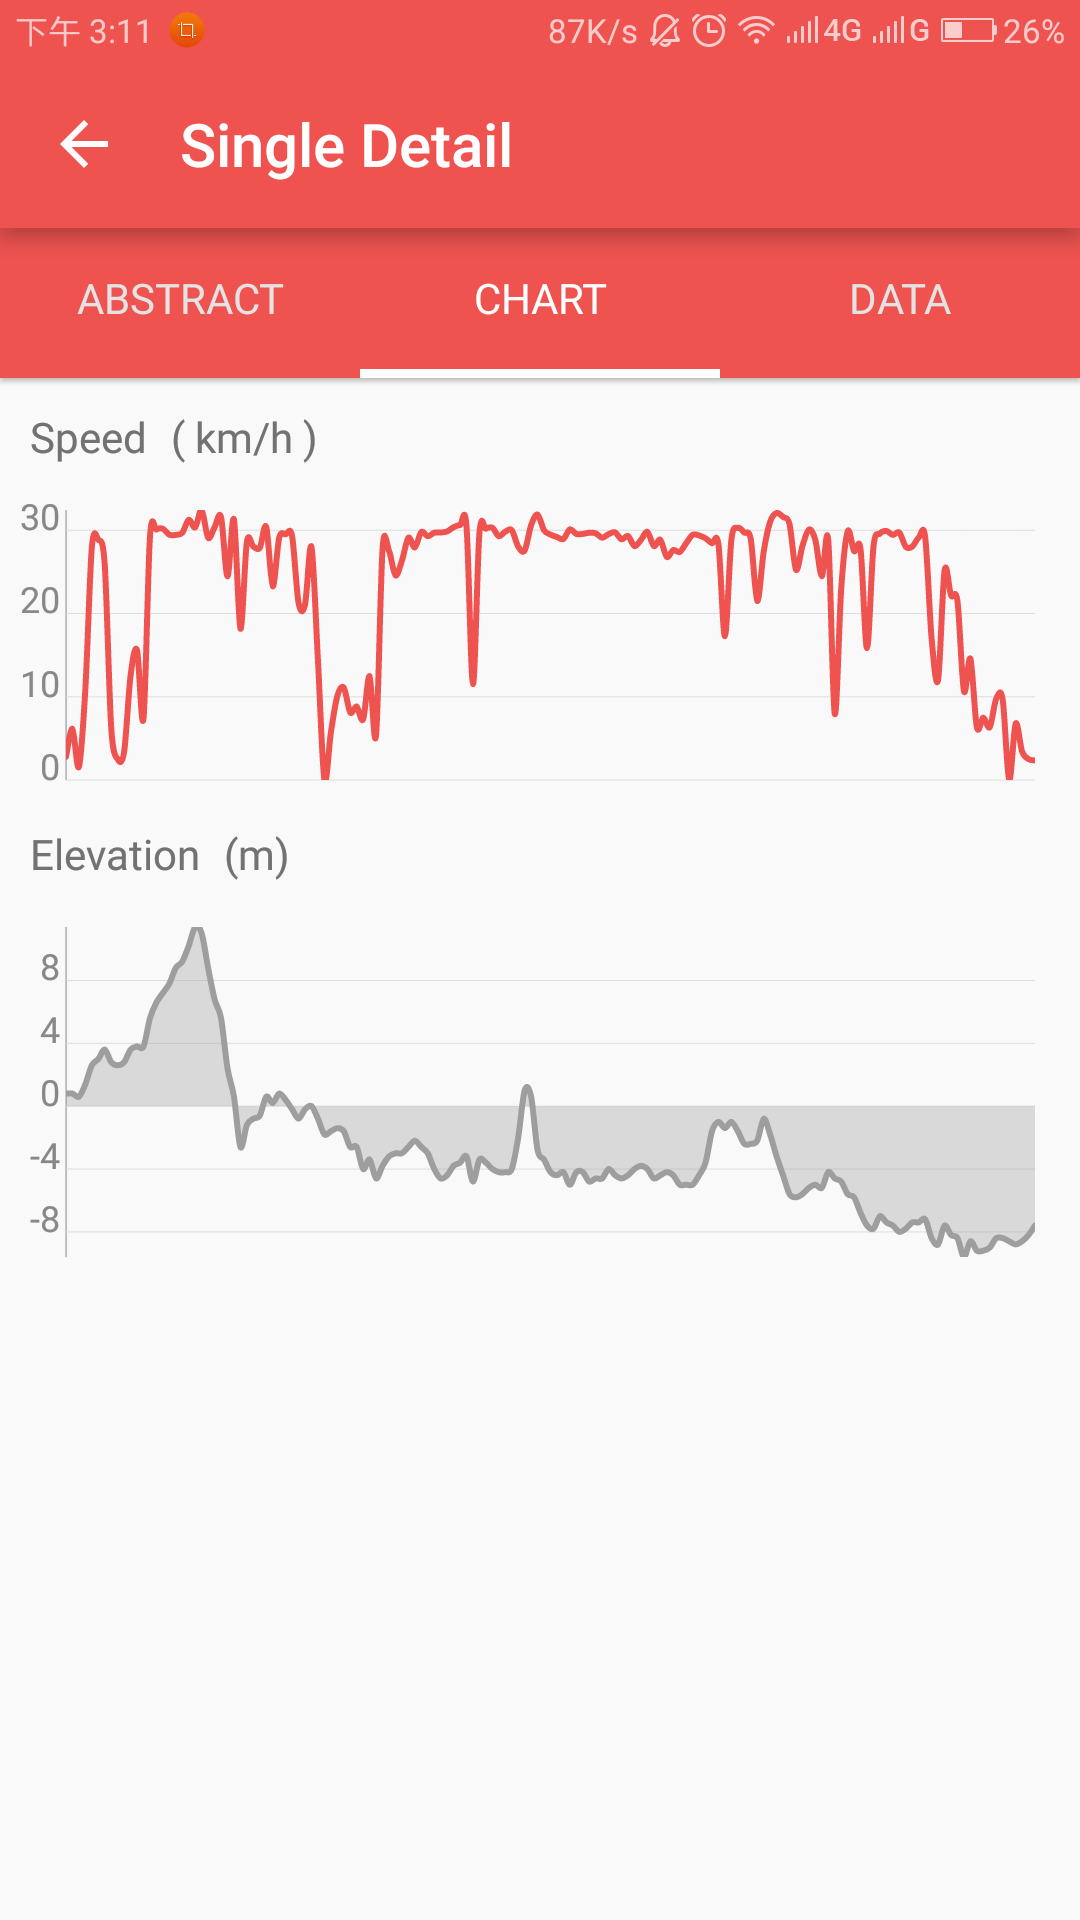 下午 3:11 87K/s 4G G 26%
Single Detail
ABSTRACT CHART DATA
Speed ( km/h )
30
20
10
0
Elevation (m)
8
4
0
-4
-8